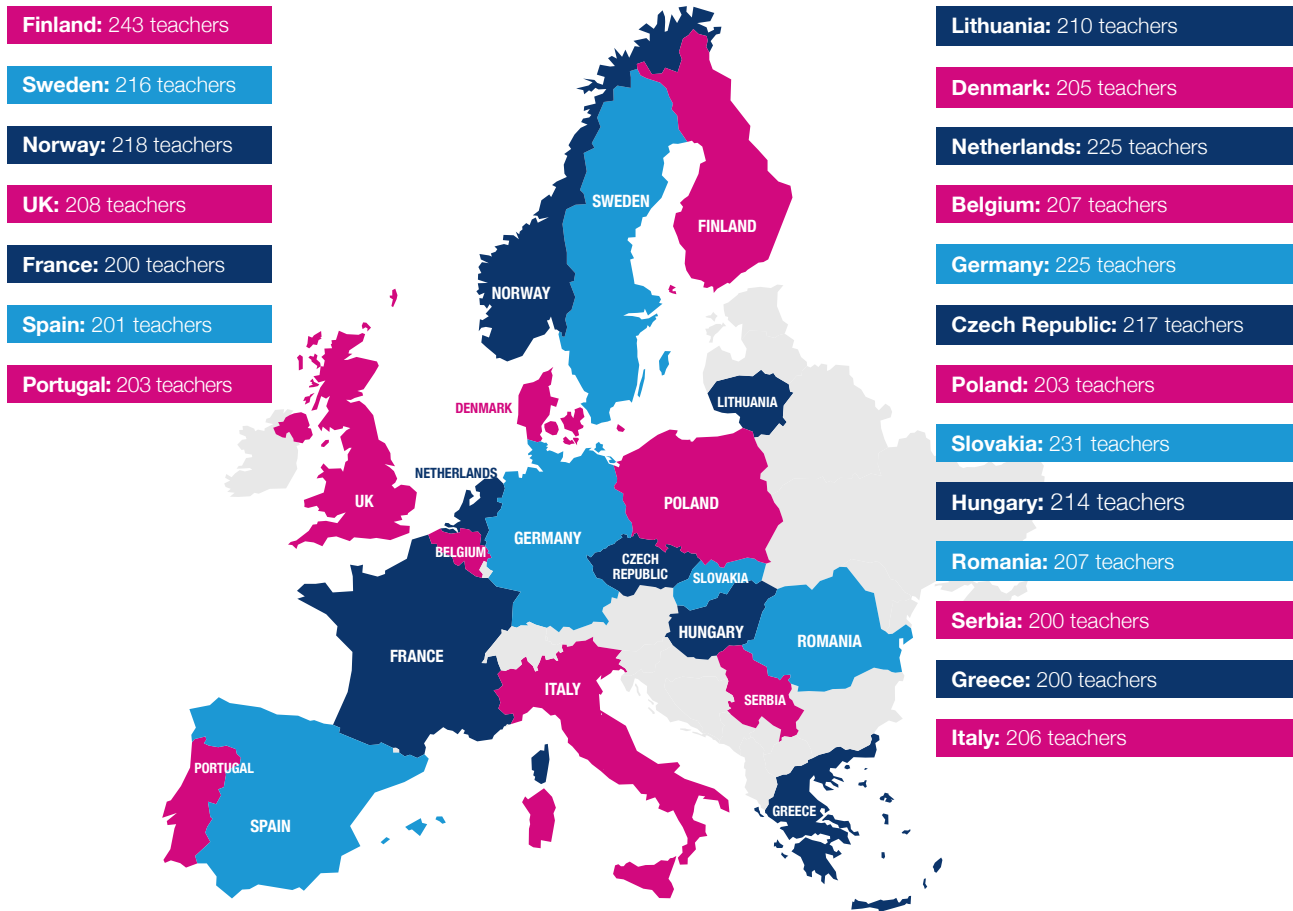 Finland: 243 teachers
Sweden: 216 teachers
Norway: 218 teachers
UK: 208 teachers
France: 200 teachers
Spain: 201 teachers
Portugal: 203 teachers
Lithuania: 210 teachers
Denmark: 205 teachers
Netherlands: 225 teachers
Belgium: 207 teachers
Germany: 225 teachers
Czech Republic: 217 teachers
Poland: 203 teachers
Slovakia: 231 teachers
Hungary: 214 teachers
Romania: 207 teachers
Serbia: 200 teachers
Greece: 200 teachers
Italy: 206 teachers
SWEDEN
FINLAND
NORWAY
LITHUANIA
DENMARK
NETHERLANDS
UK
POLAND
GERMANY
BELGIUM
CZECH
REPUBLIC
SLOVAKIA
HUNGARY
ROMANIA
FRANCE
ITALY
SERBIA
PORTUGAL
GREECE
SPAIN